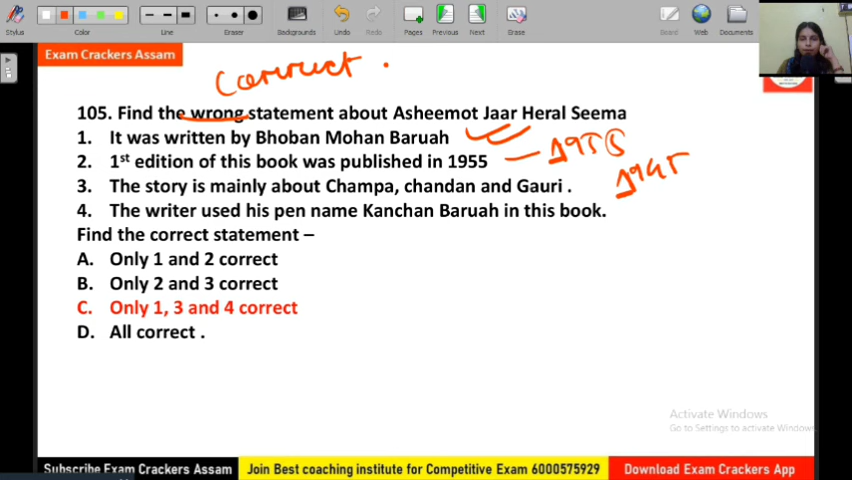 Stylus
Color
Line
Eraser
Backgrounds
Undo
Redo
Pages
Previous
Next
Erase
Board
Web
Documents
Exam Crackers Assam
Correct.
105. Find the wrong statement about Asheemot Jaar Heral Seema
1. It was written by Bhoban Mohan Baruah
2. 1st edition of this book was published in 1955
1945
3. The story is mainly about Champa, chandan and Gauri .
4. The writer used his pen name Kanchan Baruah in this book.
Find the correct statement –
A. Only 1 and 2 correct
B. Only 2 and 3 correct
C. Only 1, 3 and 4 correct
D. All correct .
Activate Windows
Go to Settings to activate Windows
Subscribe Exam Crackers Assam
Join Best coaching institute for Competitive Exam 6000575929
Download Exam Crackers App